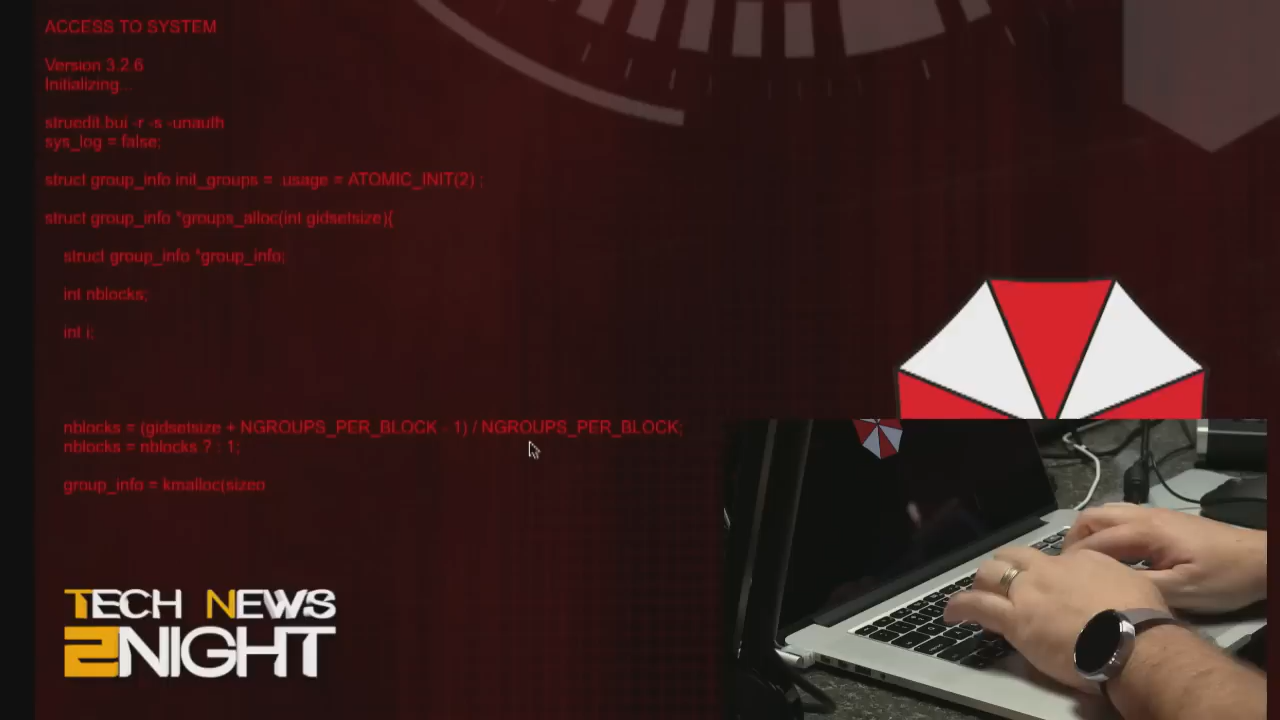 ACCESS TO SYSTEM
Version 3.2.6
Initializing...
struedit.bui -r -s -unauth
sys_log = false;
struct group_info init_groups = .usage = ATOMIC_INIT(2) ;
struct group_info *groups_alloc(int gidsetsize){
struct group_info *group_info;
int nblocks;
int i;
nblocks = (gidsetsize + NGROUPS_PER_BLOCK - 1) / NGROUPS_PER_BLOCK;
nblocks = nblocks ? : 1;
group_info = kmalloc(sizeo
TECH NEWS
2NIGHT